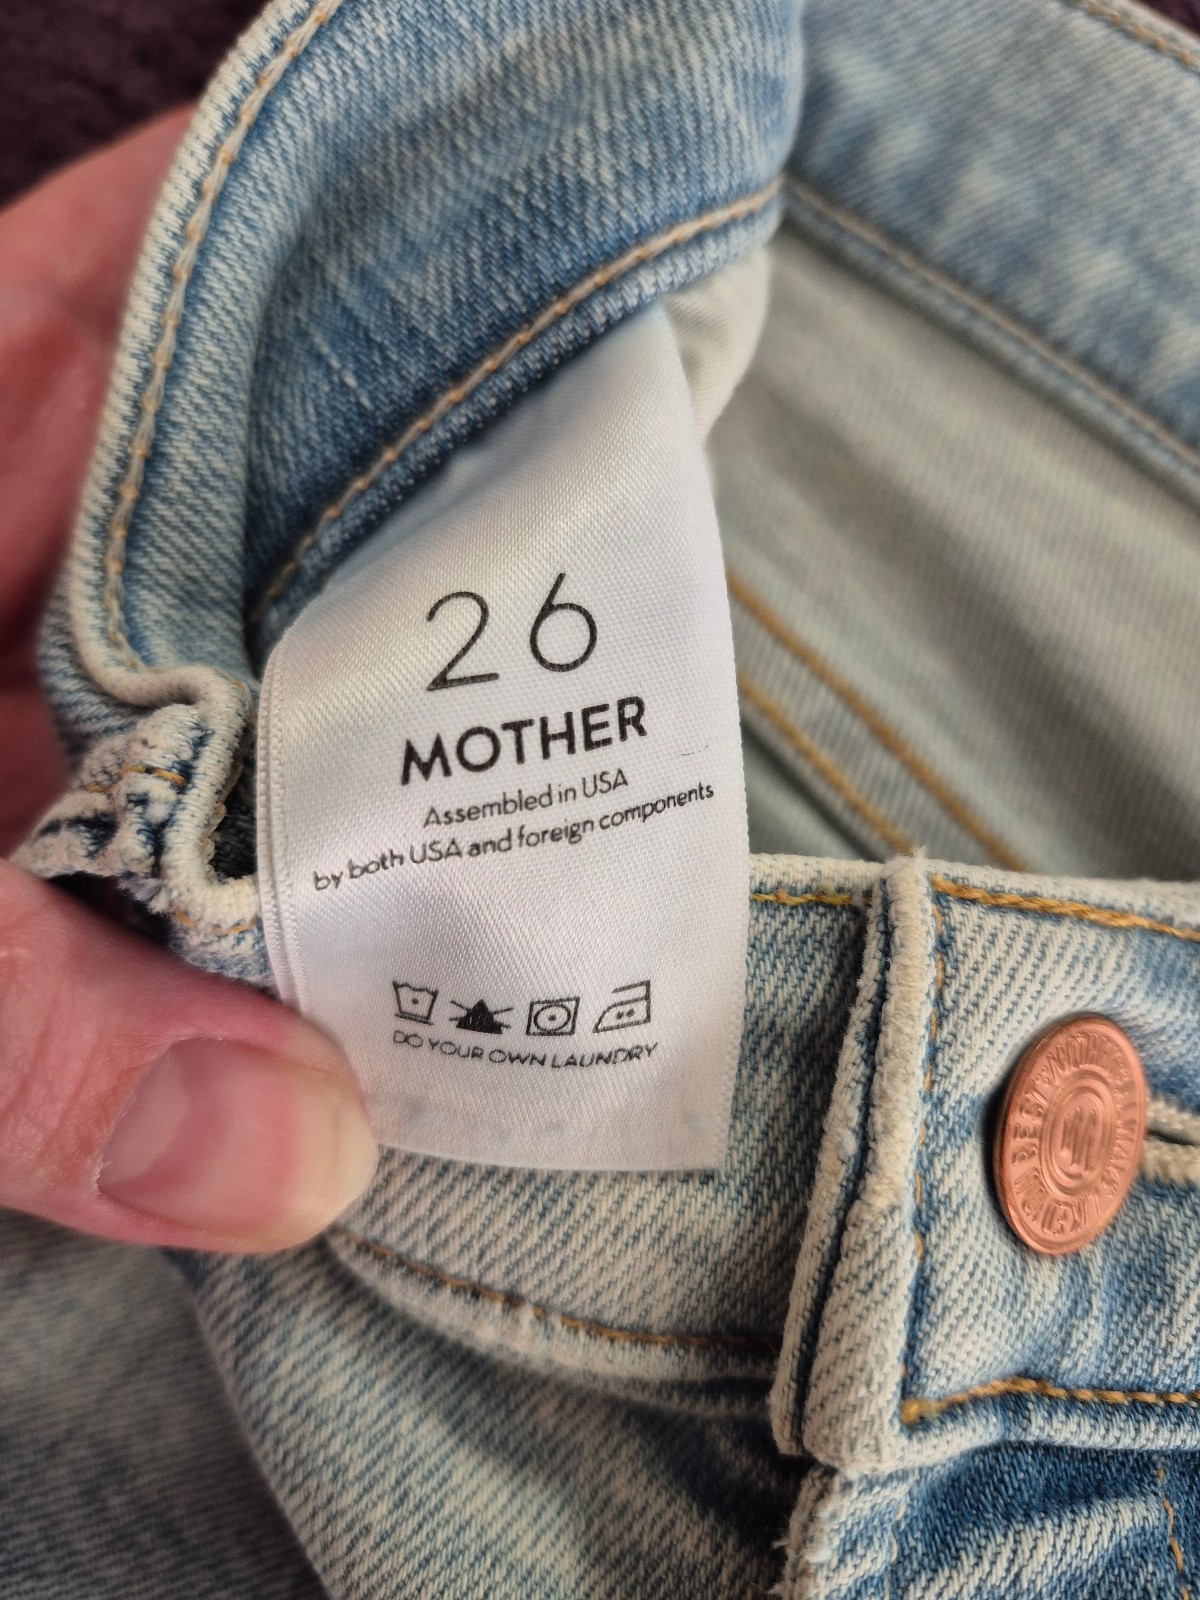 26
MOTHER
Assembled in USA
by both USA and foreign components
DO YOUR OWN LAUNDRY